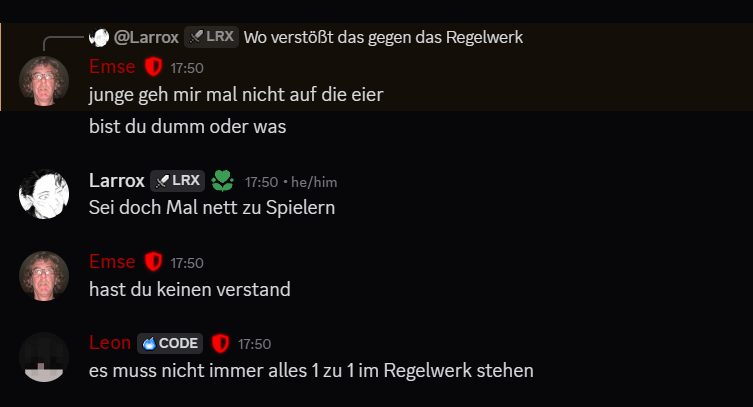 @Larrox LRX Wo verstößt das gegen das Regelwerk
Emse 17:50
junge geh mir mal nicht auf die eier
bist du dumm oder was
Larrox LRX 17:50 • he/him
Sei doch Mal nett zu Spielern
Emse 17:50
hast du keinen verstand
Leon CODE 17:50
es muss nicht immer alles 1 zu 1 im Regelwerk stehen